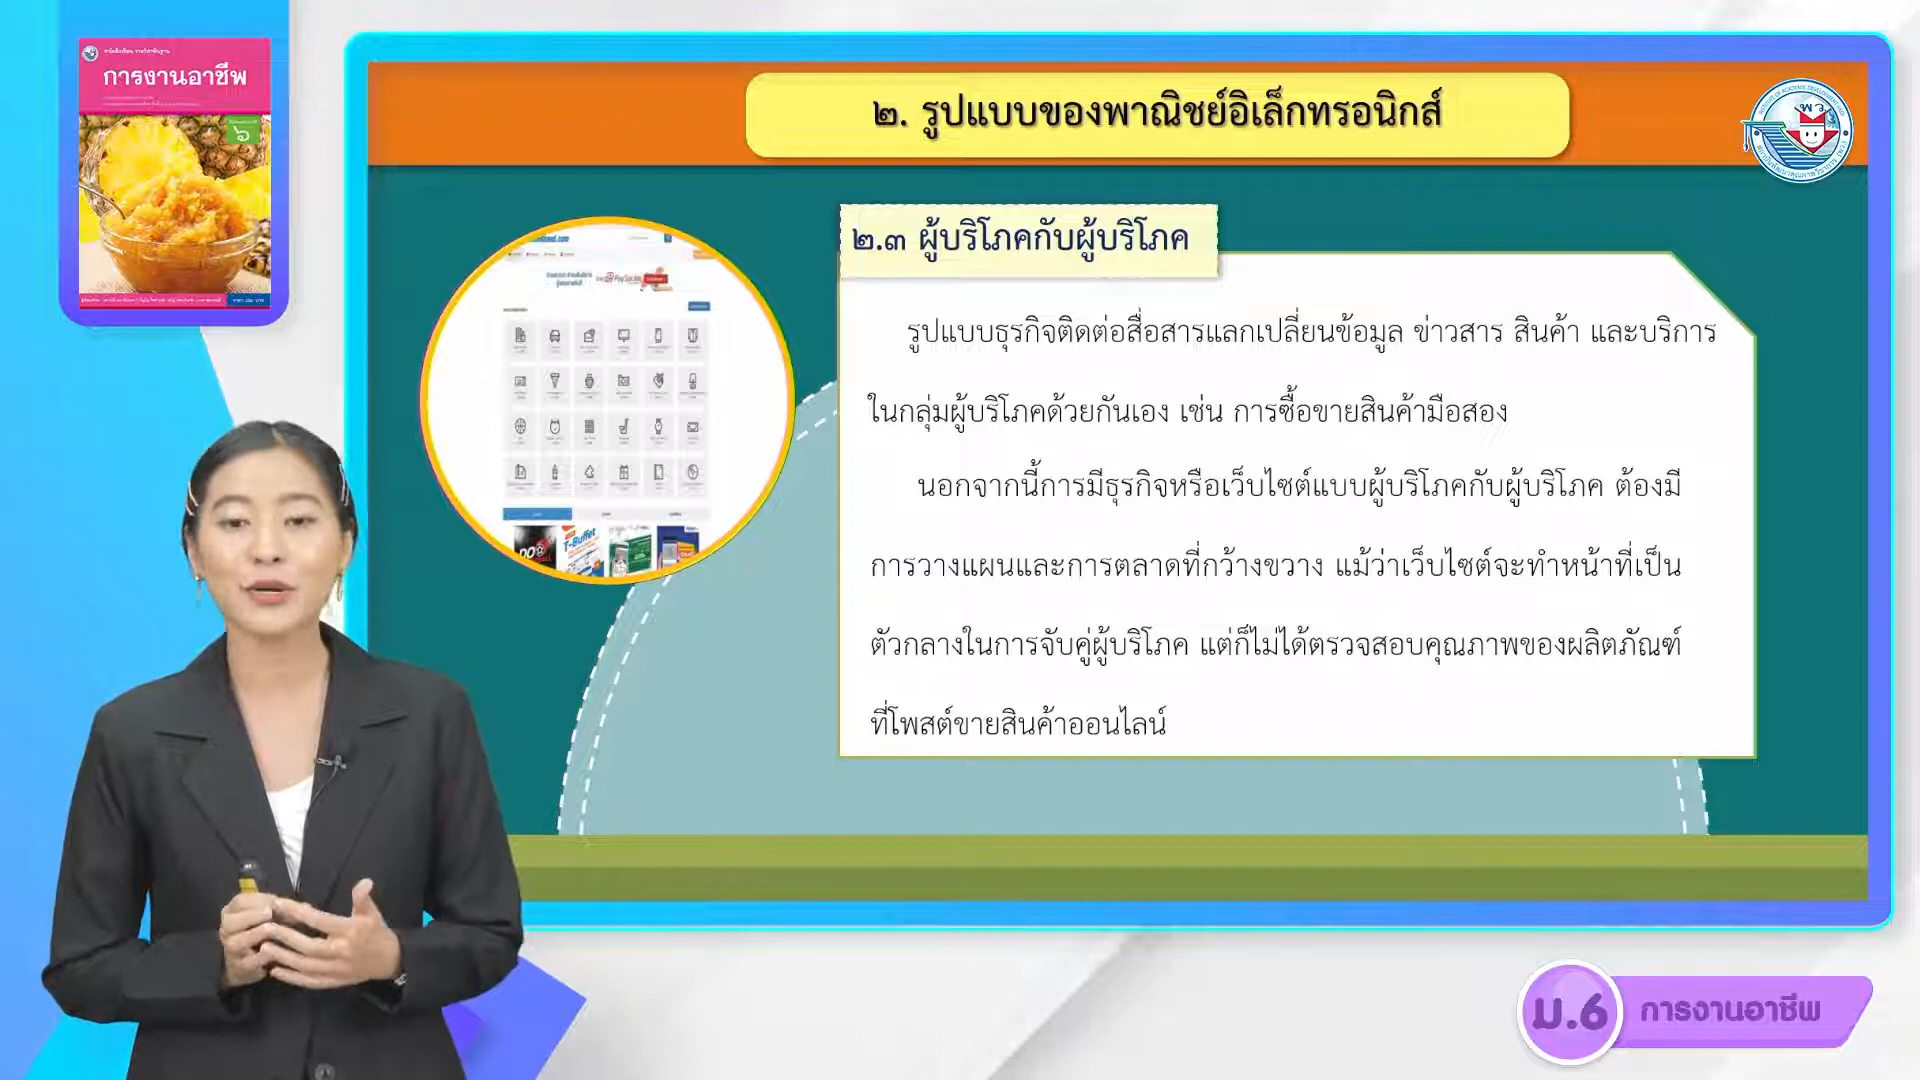 การงานอาชีพ
๖
๒. รูปแบบของพาณิชย์อิเล็กทรอนิกส์
พว
๒.๓ ผู้บริโภคกับผู้บริโภค
รูปแบบธุรกิจติดต่อสื่อสารแลกเปลี่ยนข้อมูล ข่าวสาร สินค้า และบริการ
ในกลุ่มผู้บริโภคด้วยกันเอง เช่น การซื้อขายสินค้ามือสอง
นอกจากนี้การมีธุรกิจหรือเว็บไซต์แบบผู้บริโภคกับผู้บริโภค ต้องมี
การวางแผนและการตลาดที่กว้างขวาง แม้ว่าเว็บไซต์จะทำหน้าที่เป็น
ตัวกลางในการจับคู่ผู้บริโภค แต่ก็ไม่ได้ตรวจสอบคุณภาพของผลิตภัณฑ์
ที่โพสต์ขายสินค้าออนไลน์
T-Buffet
ม.6 การงานอาชีพ